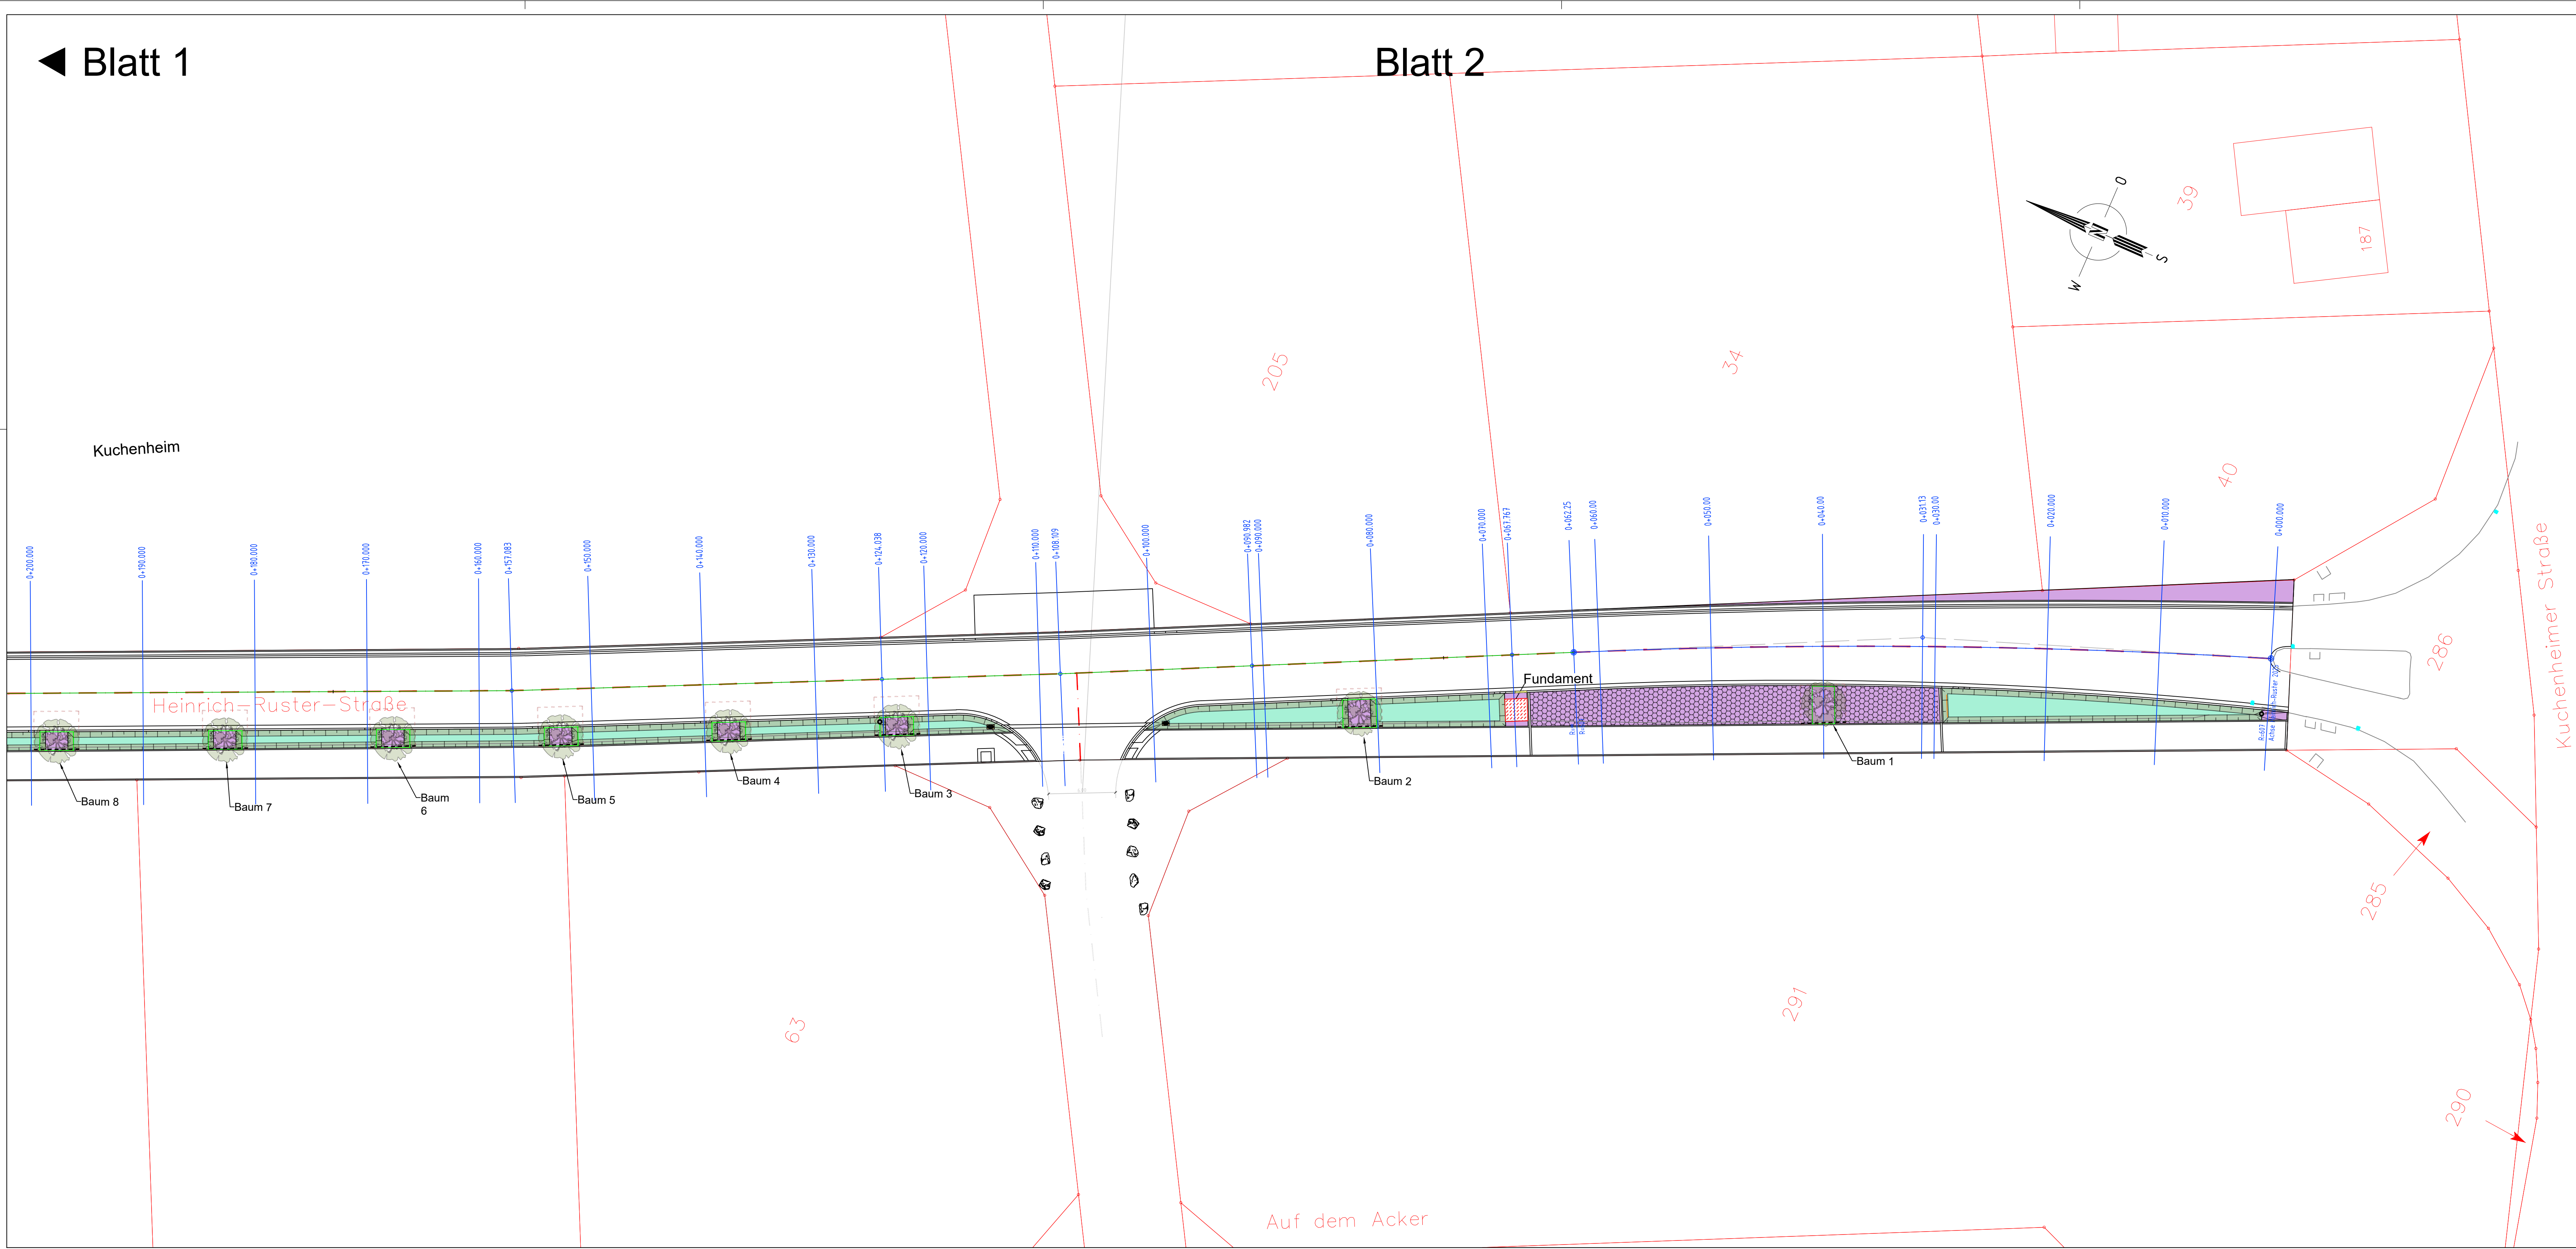 Blatt 1
Blatt 2
O
N
W
S
39
187
205
34
40
Kuchenheim
0+200.000
0+190.000
0+180.000
0+170.000
0+160.000
0+157.083
0+150.000
0+140.000
0+130.000
0+124.038
0+120.000
0+110.000
0+108.109
0+100.000
0+090.982
0+090.000
0+080.000
0+070.000
0+067.767
0+062.25
0+060.00
0+050.00
0+040.00
0+031.13
0+030.00
0+020.000
0+010.000
0+000.000
Kuchenheimer Straße
286
Heinrich-Ruster-Straße
Fundament
Baum 8
Baum 7
Baum
6
Baum 5
Baum 4
Baum 3
Baum 2
Baum 1
285
63
291
290
Auf dem Acker